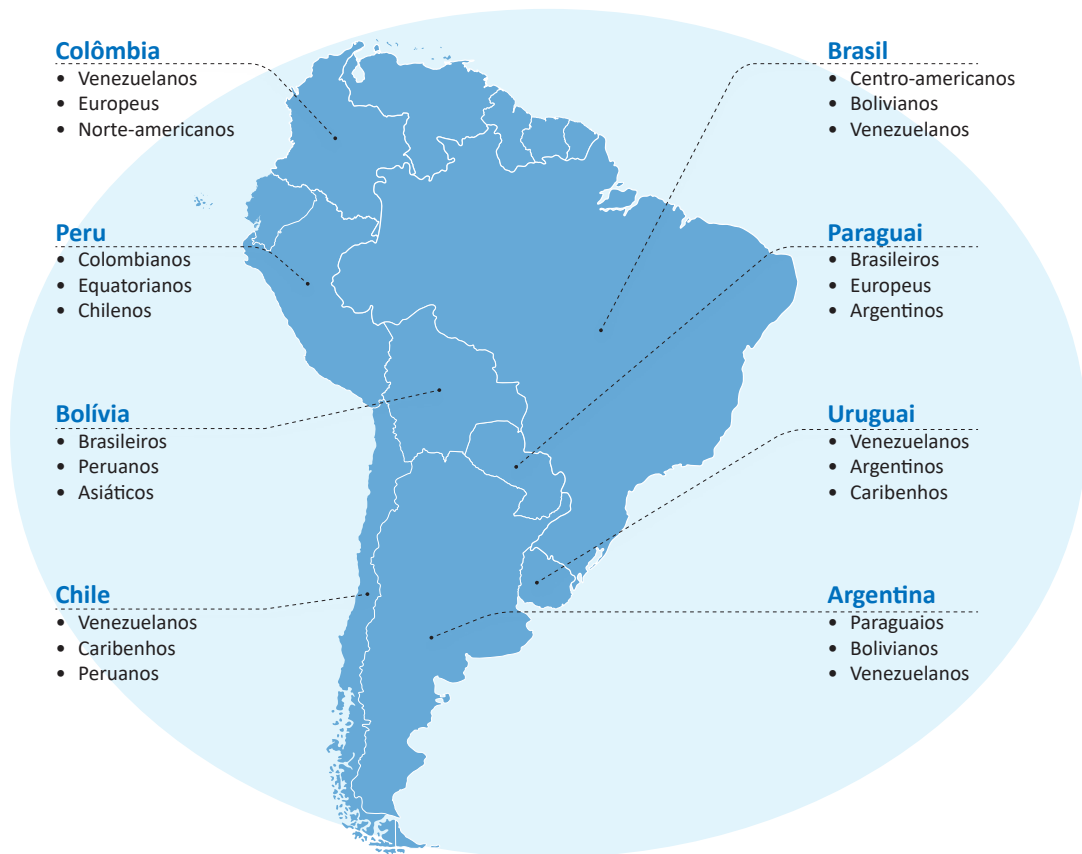 Colômbia
• Venezuelanos
• Europeus
• Norte-americanos
Peru
• Colombianos
• Equatorianos
• Chilenos
Bolívia
• Brasileiros
• Peruanos
• Asiáticos
Chile
• Venezuelanos
• Caribenhos
• Peruanos
Brasil
• Centro-americanos
• Bolivianos
• Venezuelanos
Paraguai
• Brasileiros
• Europeus
• Argentinos
Uruguai
• Venezuelanos
• Argentinos
• Caribenhos
Argentina
• Paraguaios
• Bolivianos
• Venezuelanos